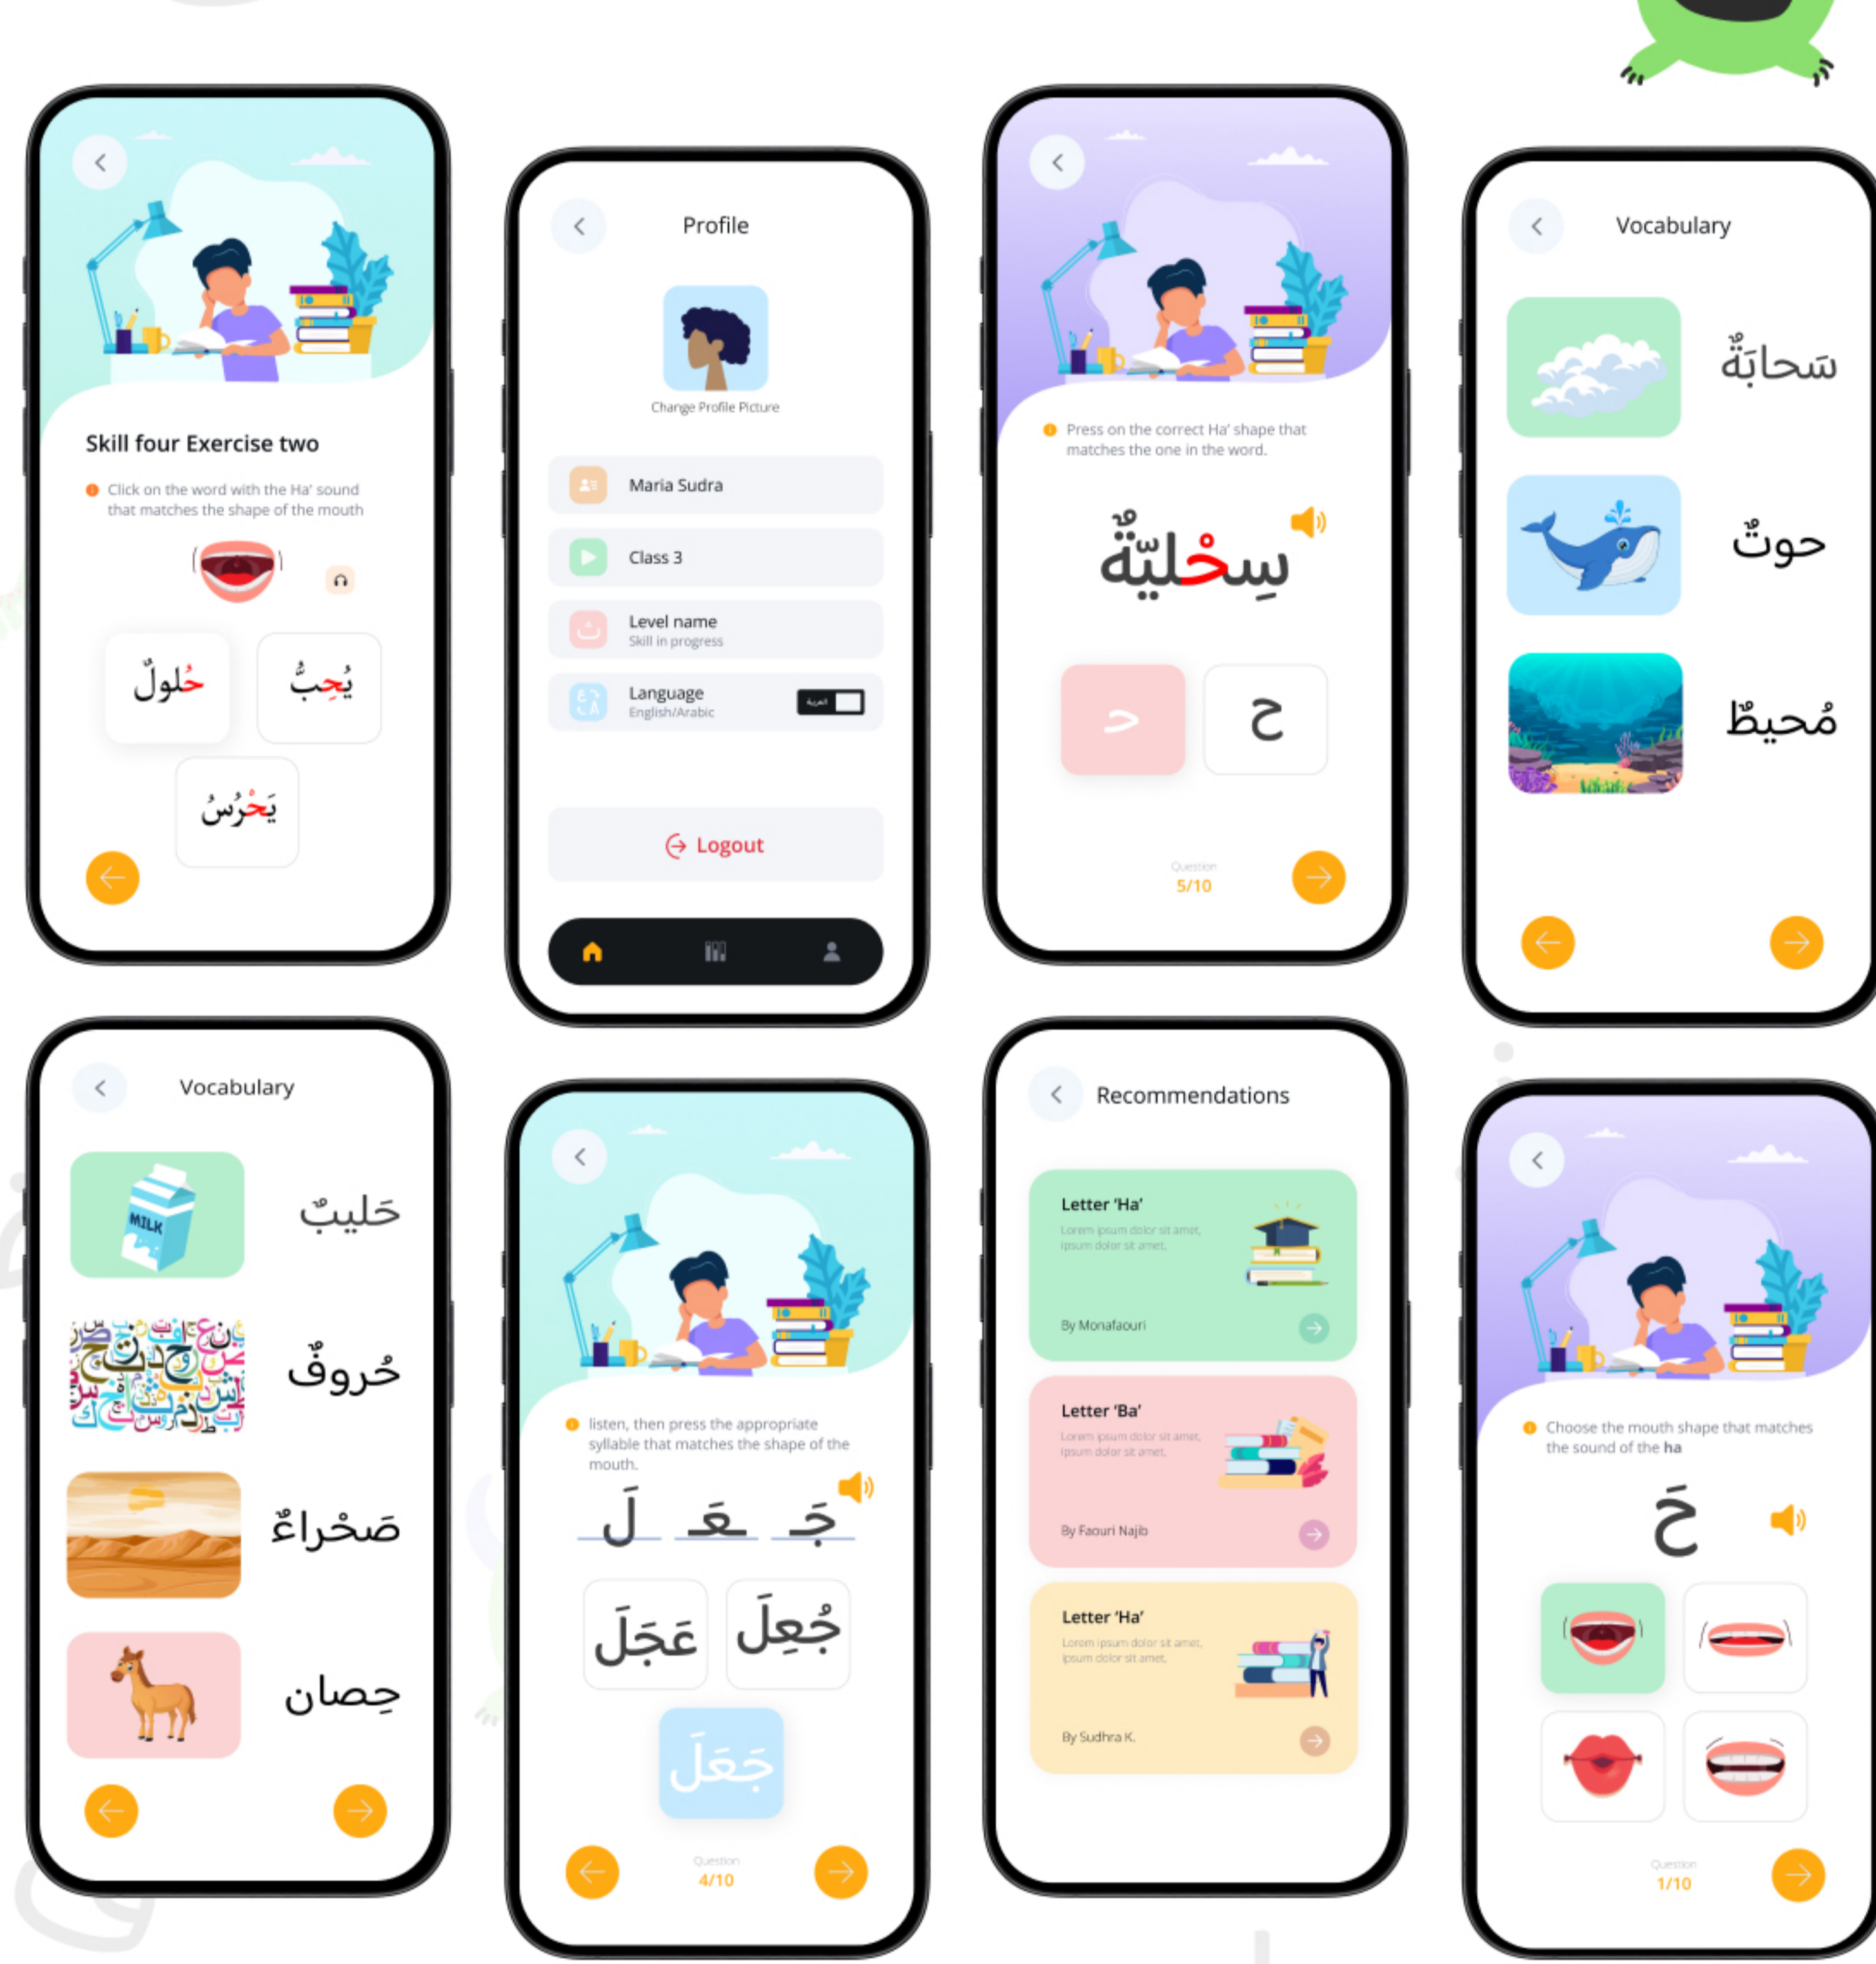 Skill four Exercise two
Click on the word with the Ha' sound
that matches the shape of the mouth
يُحِبُّ
حُلولٌ
يَحْرُسُ
Profile
Change Profile Picture
Maria Sudra
Class 3
Level name
Skill in progress
Language
English/Arabic
العربية
Logout
Press on the correct Ha' shape that
matches the one in the word.
سِحْليّةٌ
ح
حـ
Question
5/10
Vocabulary
سَحابَةٌ
حوتٌ
مُحيطٌ
Vocabulary
MILK
حَليبٌ
حُروفٌ
صَحْراءٌ
حِصان
listen, then press the appropriate
syllable that matches the shape of the
mouth.
جَـ ـعَـ لَ
جُعِلَ
عَجَلَ
جَعَلَ
Question
4/10
Recommendations
Letter ‘Ha’
Lorem ipsum dolor sit amet,
ipsum dolor sit amet,
By Monafaouri
Letter ‘Ba’
Lorem ipsum dolor sit amet,
ipsum dolor sit amet,
By Faouri Najib
Letter ‘Ha’
Lorem ipsum dolor sit amet,
ipsum dolor sit amet,
By Sudhra K.
Choose the mouth shape that matches
the sound of the ha
حَ
Question
1/10